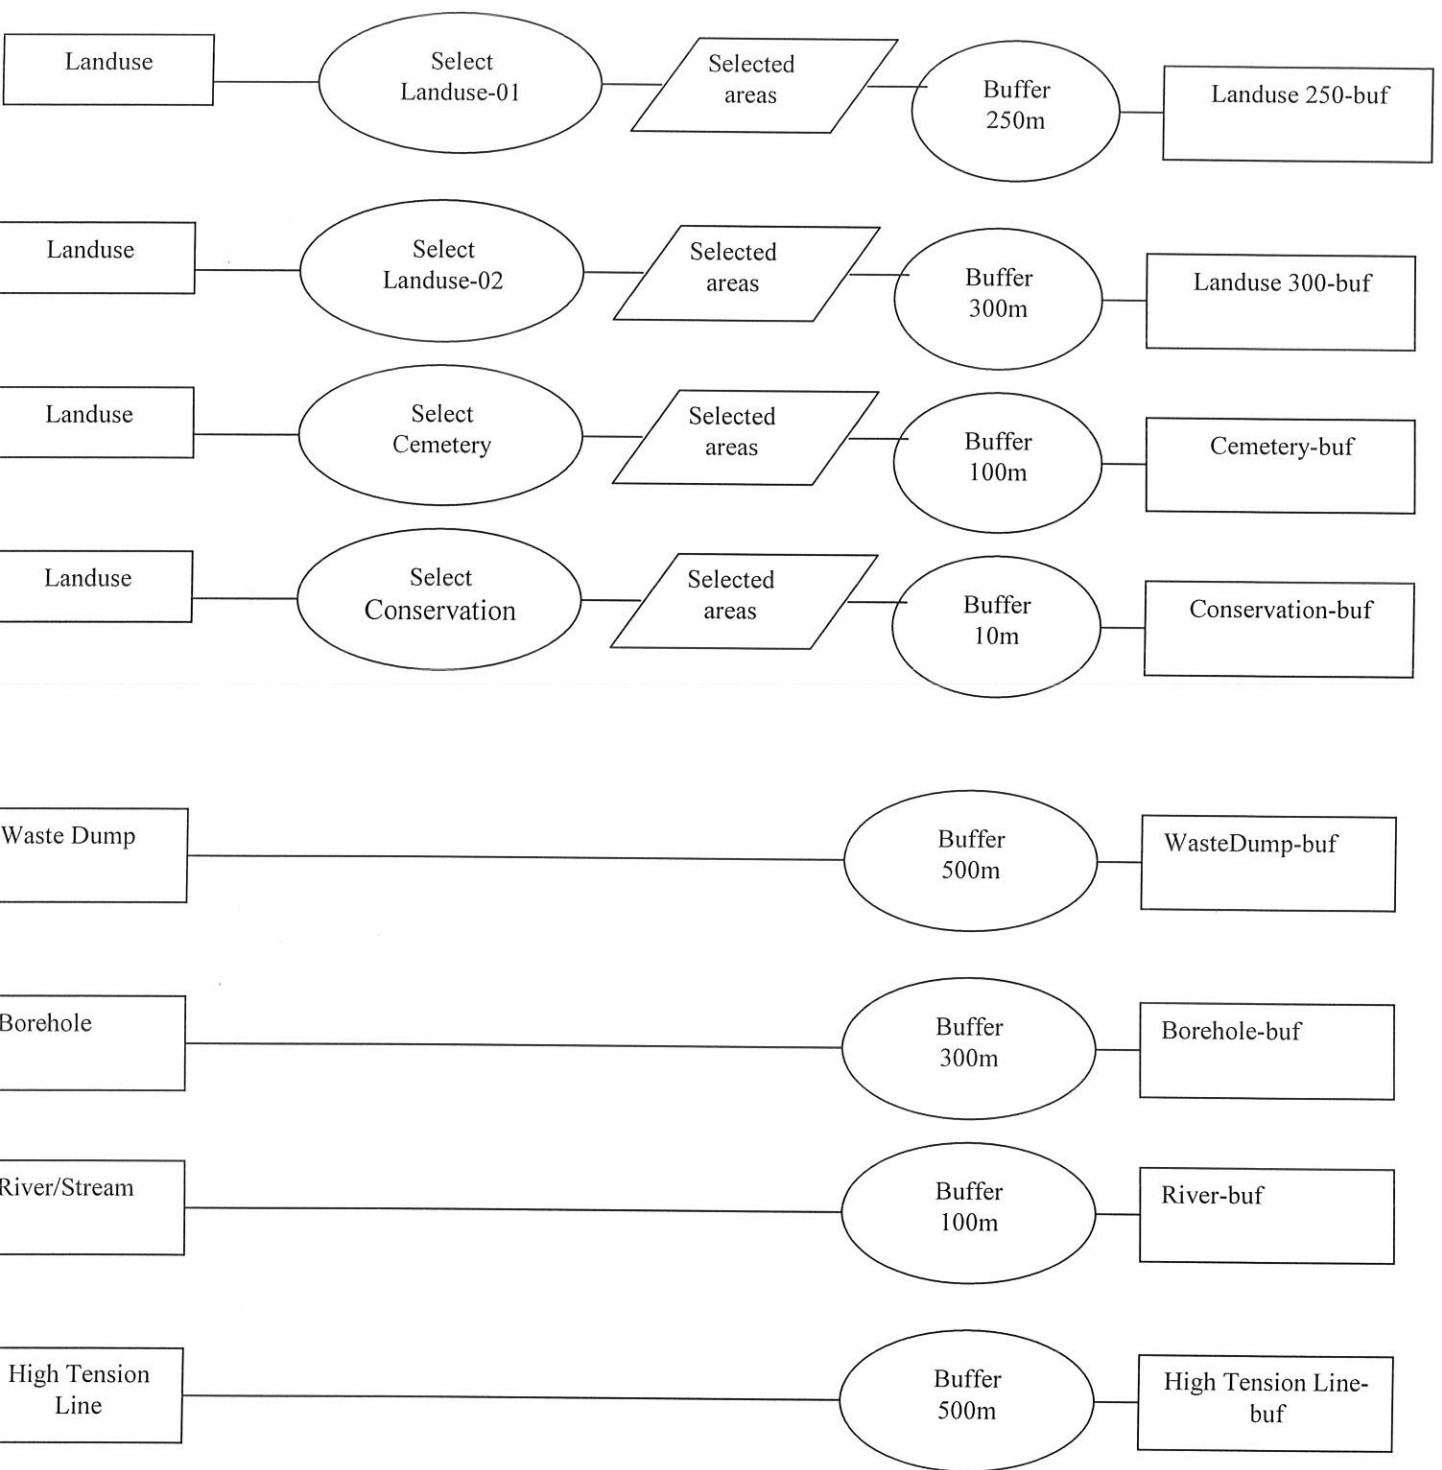 Landuse
Select
Landuse-01
Selected
areas
Buffer
250m
Landuse 250-buf
Landuse
Select
Landuse-02
Selected
areas
Buffer
300m
Landuse 300-buf
Landuse
Select
Cemetery
Selected
areas
Buffer
100m
Cemetery-buf
Landuse
Select
Conservation
Selected
areas
Buffer
10m
Conservation-buf
Waste Dump
Buffer
500m
WasteDump-buf
Borehole
Buffer
300m
Borehole-buf
River/Stream
Buffer
100m
River-buf
High Tension
Line
Buffer
500m
High Tension Line-
buf